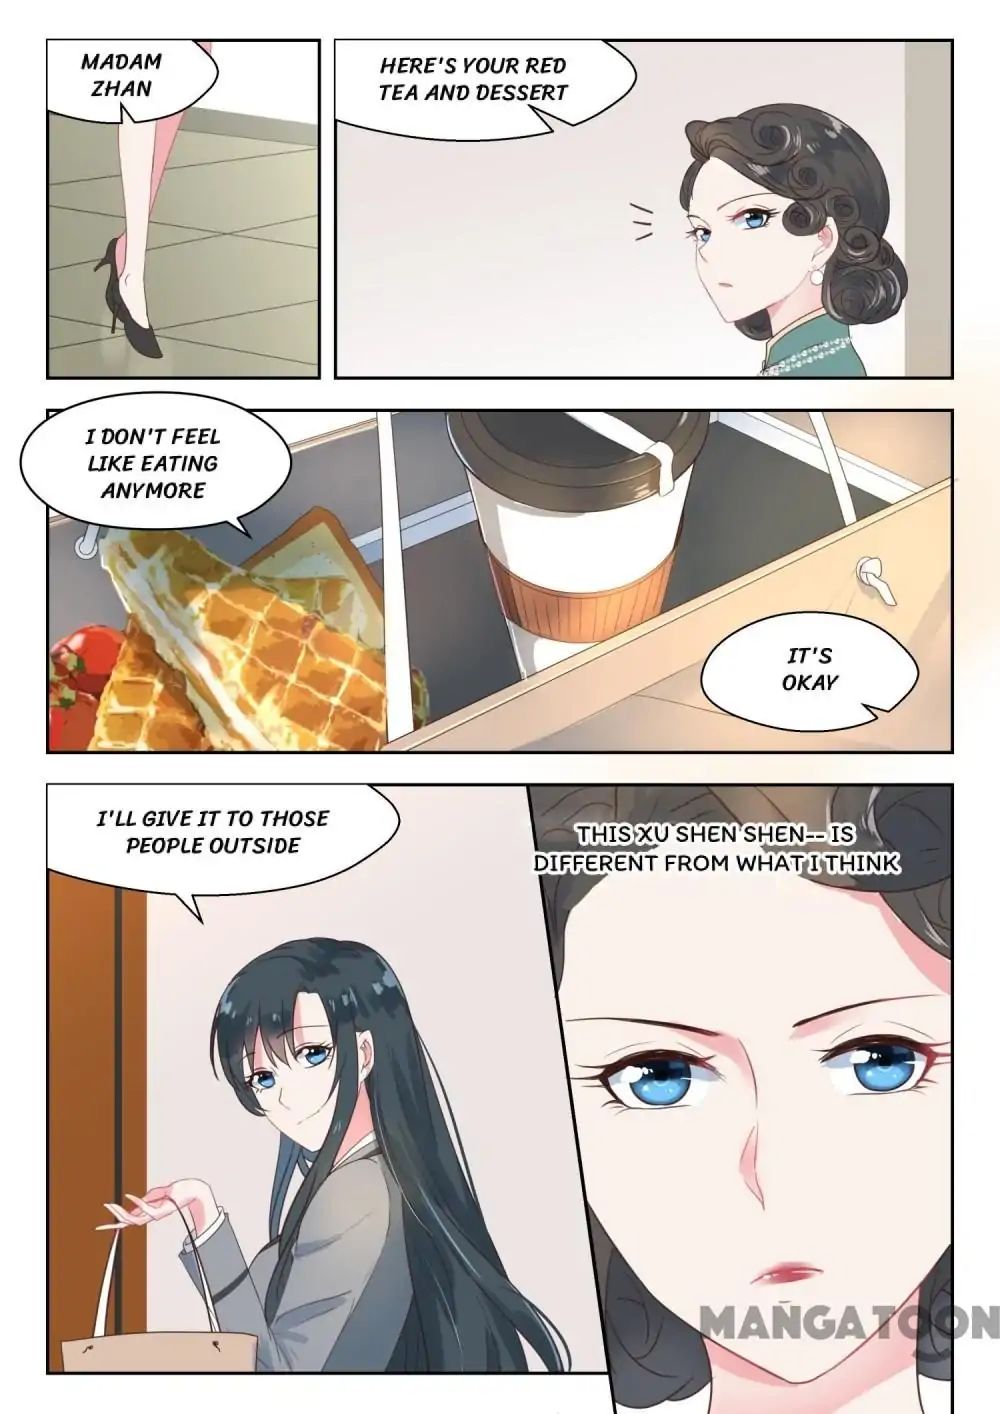 MADAM
ZHAN
HERE'S YOUR RED
TEA AND DESSERT
I DON'T FEEL
LIKE EATING
ANYMORE
IT'S
OKAY
I'LL GIVE IT TO THOSE
PEOPLE OUTSIDE
THIS XU SHEN SHEN-- IS
DIFFERENT FROM WHAT I THINK
MANGATOON